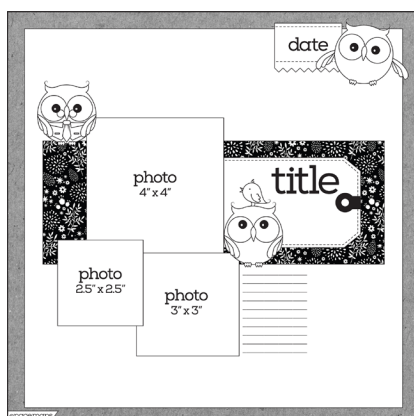 date
photo
4" x 4"
title
photo
2.5" x 2.5"
photo
3" x 3"